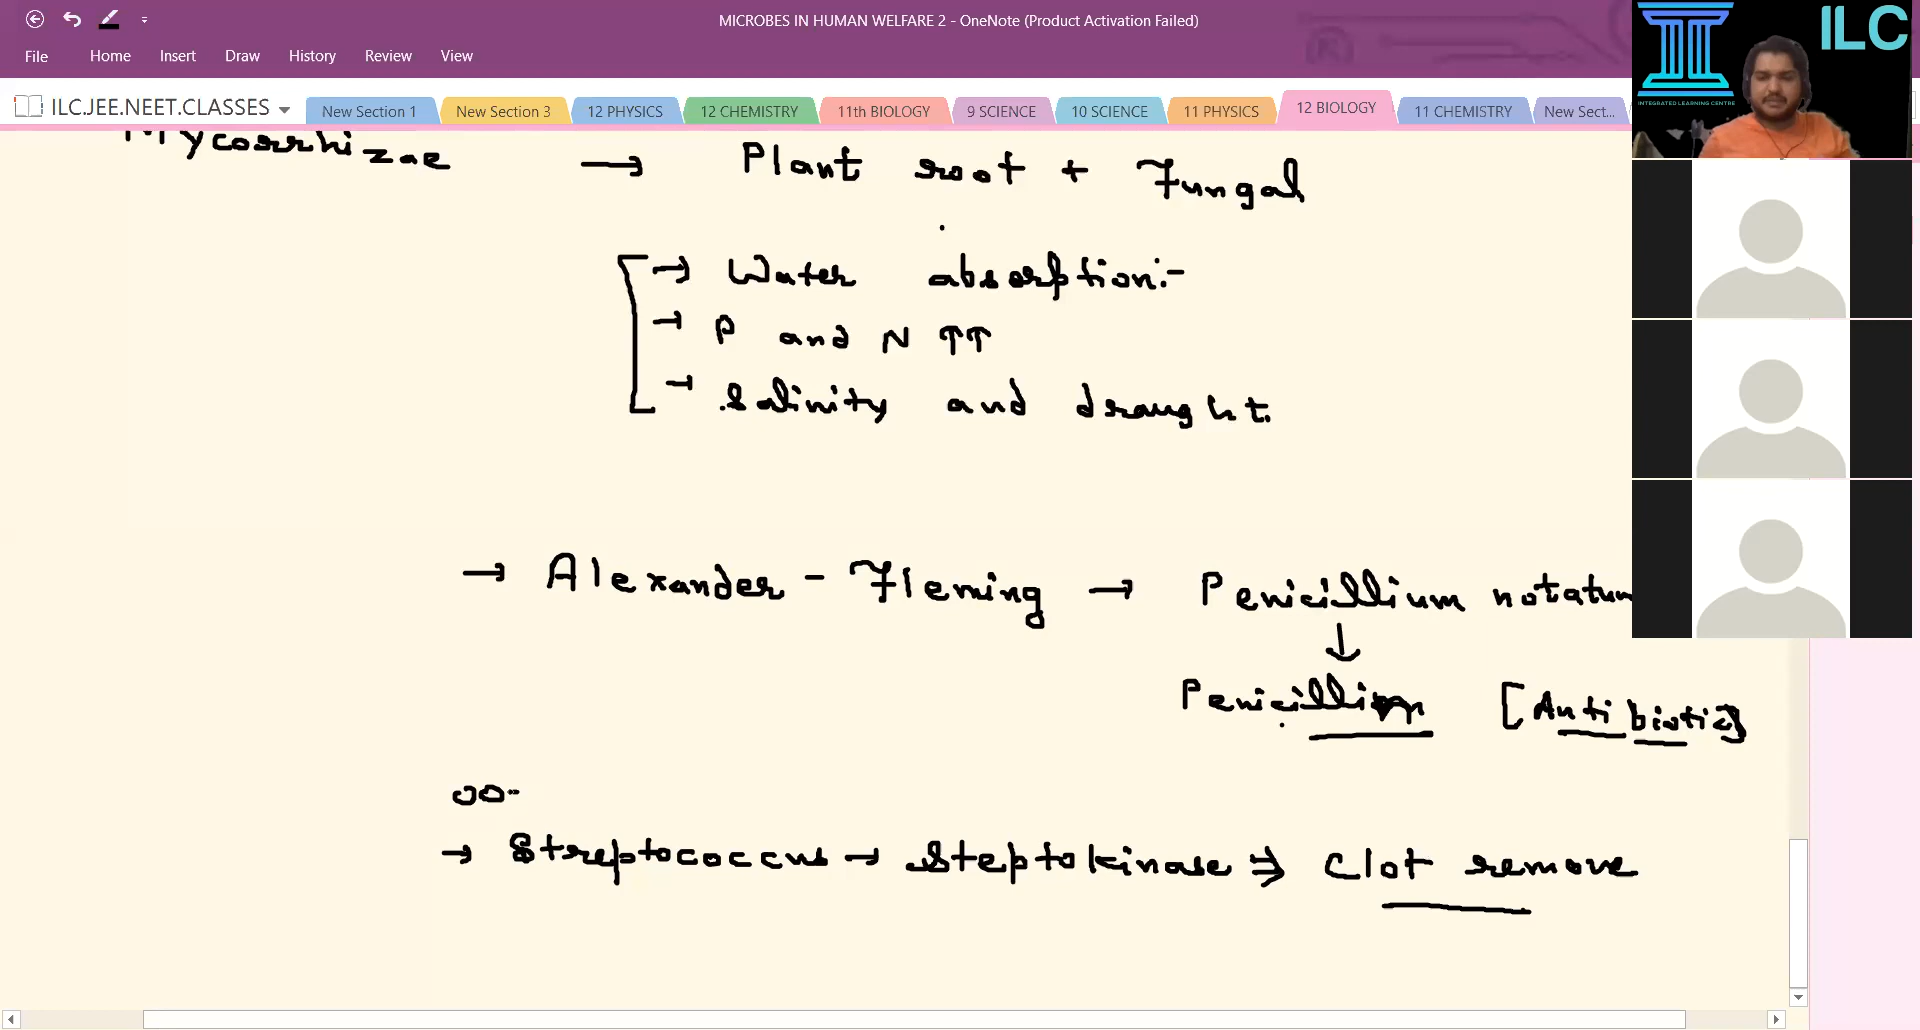 MICROBES IN HUMAN WELFARE 2 - OneNote (Product Activation Failed)
ILC
File Home Insert Draw History Review View
INTEGRATED LEARNING CENTRE
ILC.JEE.NEET.CLASSES New Section 1 New Section 3 12 PHYSICS 12 CHEMISTRY 11th BIOLOGY 9 SCIENCE 10 SCIENCE 11 PHYSICS 12 BIOLOGY 11 CHEMISTRY New Sect...
Mycorrhizae → Plant root + Fungal
→ Water absorption:-
→ P and N ↑↑
→ Salinity and draught.
→ Alexander - Fleming → Penicillium notatum
↓
Penicillin [Antibiotic]
→ Streptococcus → Steptokinase ⇒ Clot remove